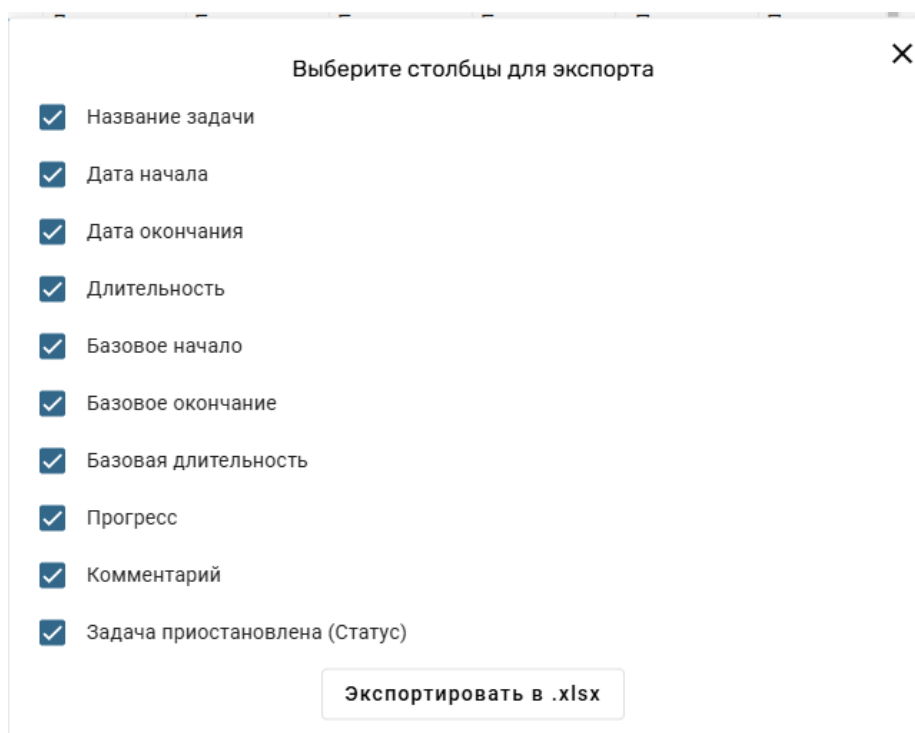 Выберите столбцы для экспорта
Название задачи
Дата начала
Дата окончания
Длительность
Базовое начало
Базовое окончание
Базовая длительность
Прогресс
Комментарий
Задача приостановлена (Статус)
Экспортировать в .xlsx